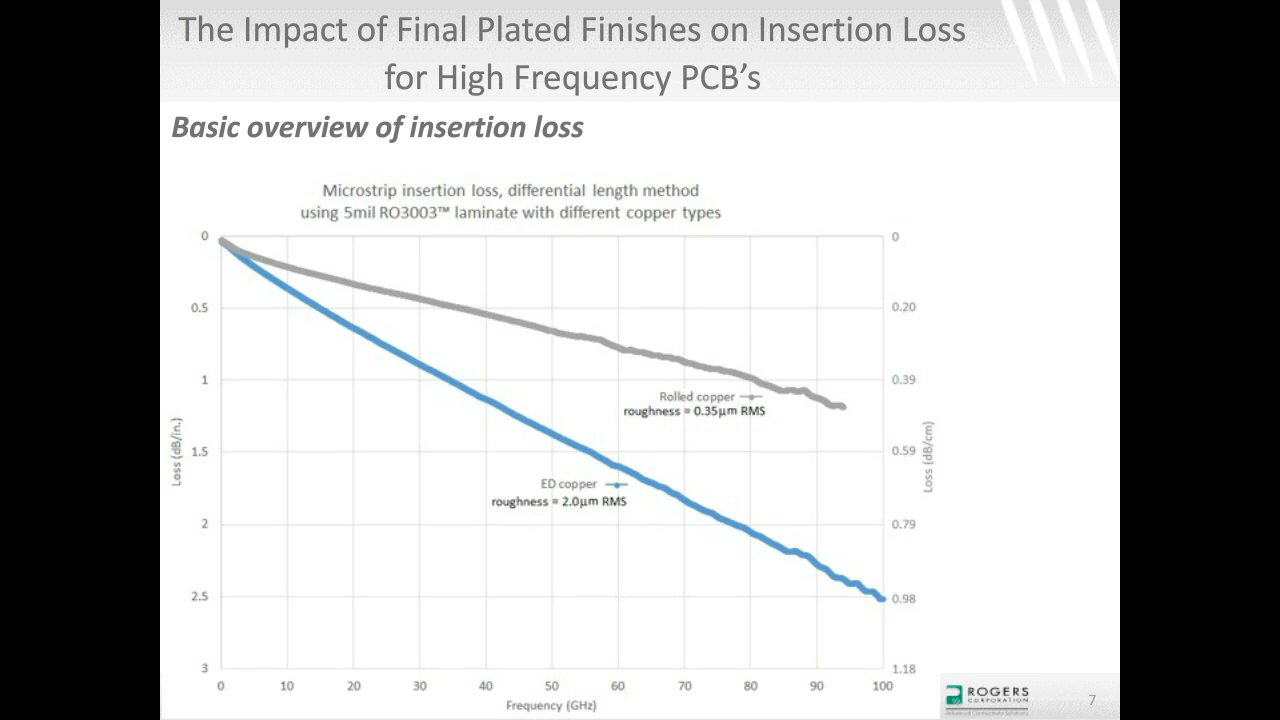 The Impact of Final Plated Finishes on Insertion Loss
for High Frequency PCB's
Basic overview of insertion loss
Microstrip insertion loss, differential length method
using 5mil RO3003™ laminate with different copper types
0
0.5
1
1.5
2
2.5
3
Loss (dB/in.)
0
0.20
0.39
0.59
0.79
0.98
1.18
Loss (dB/cm)
Rolled copper
roughness = 0.35µm RMS
ED copper
roughness = 2.0µm RMS
0 10 20 30 40 50 60 70 80 90 100
Frequency (GHz)
ROGERS
CORPORATION
Advanced Connectivity Solutions
7